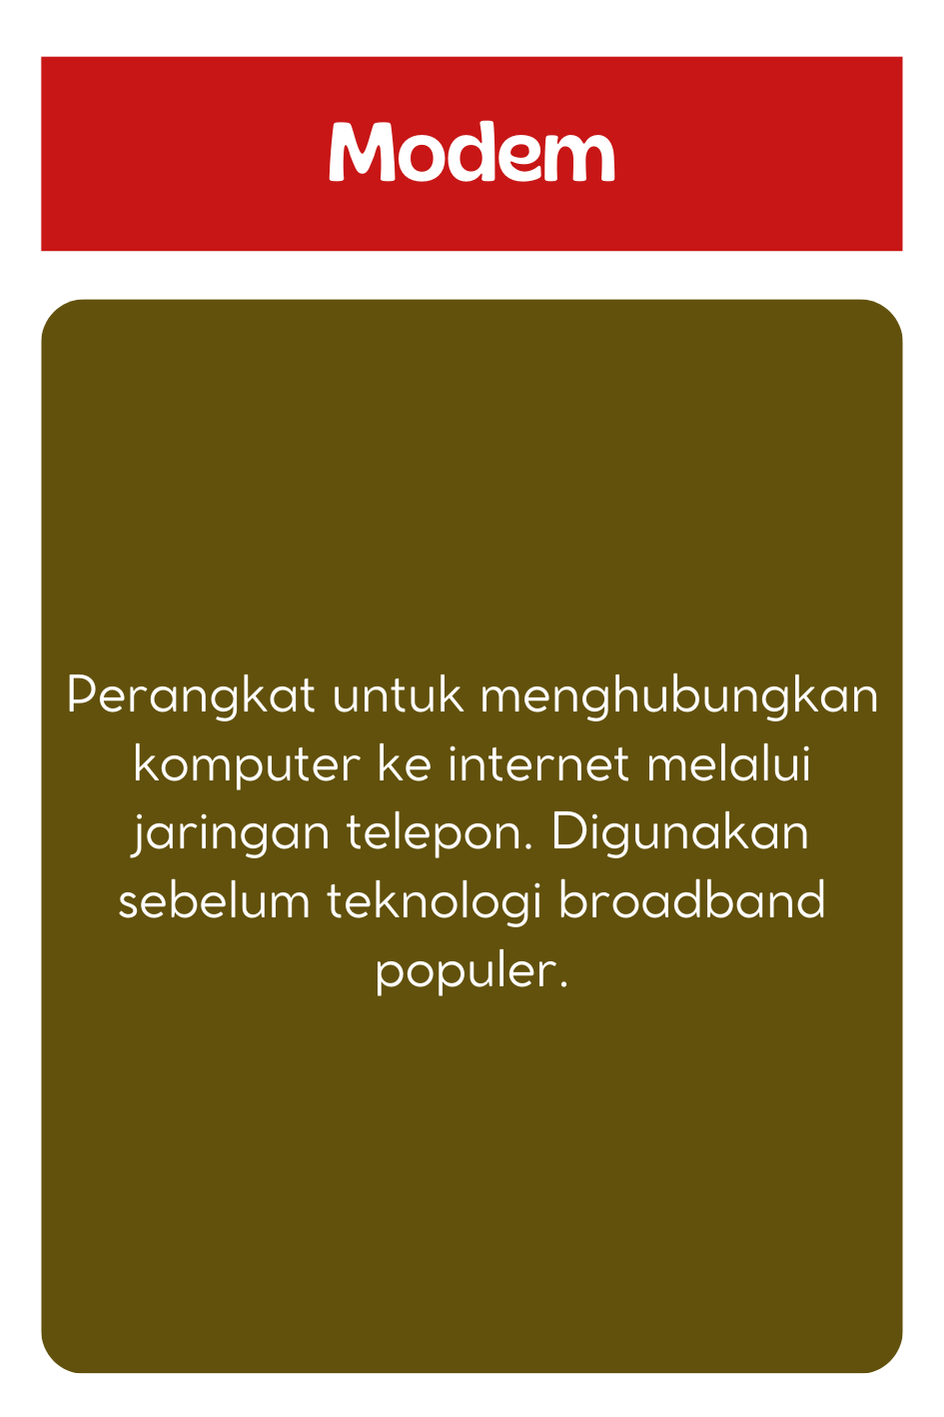 Modem
Perangkat untuk menghubungkan
komputer ke internet melalui
jaringan telepon. Digunakan
sebelum teknologi broadband
populer.